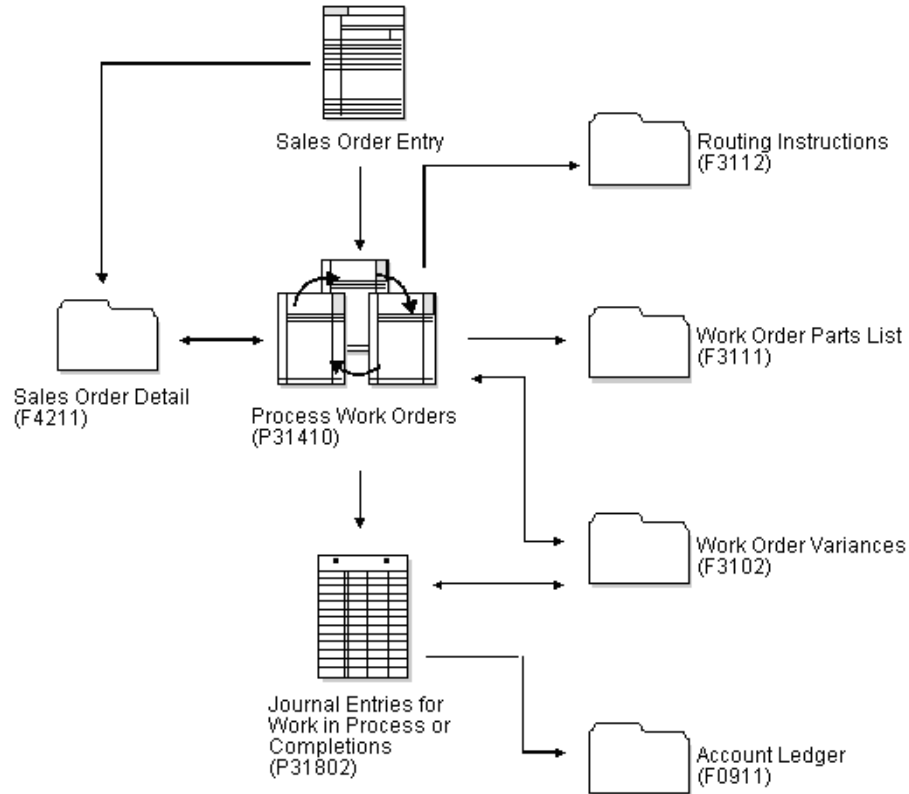 Sales Order Entry
Routing Instructions
(F3112)
Sales Order Detail
(F4211)
Process Work Orders
(P31410)
Work Order Parts List
(F3111)
Work Order Variances
(F3102)
Journal Entries for
Work in Process or
Completions
(P31802)
Account Ledger
(F0911)